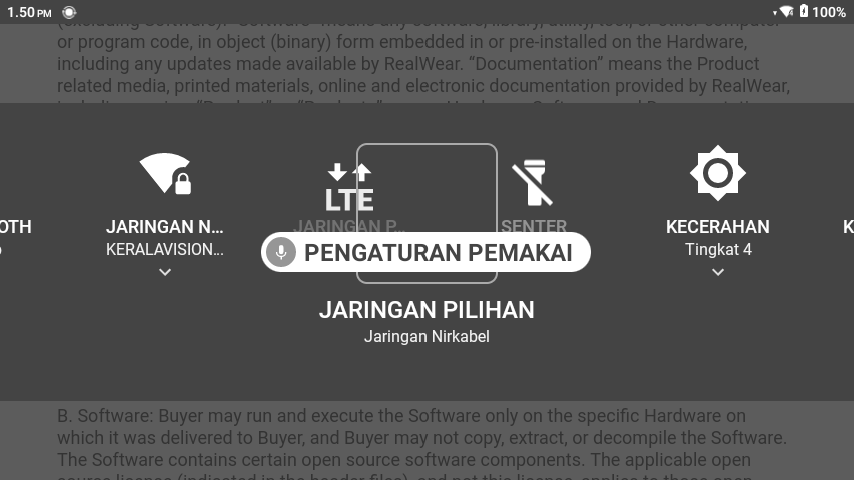 1.50 PM
100%
or program code, in object (binary) form embedded in or pre-installed on the Hardware,
including any updates made available by RealWear. “Documentation” means the Product
related media, printed materials, online and electronic documentation provided by RealWear,
OTH
JARINGAN N...
KERALAVISION...
LTE
JARINGAN P...
SENTER
KECERAHAN
Tingkat 4
K
PENGATURAN PEMAKAI
JARINGAN PILIHAN
Jaringan Nirkabel
B. Software: Buyer may run and execute the Software only on the specific Hardware on
which it was delivered to Buyer, and Buyer may not copy, extract, or decompile the Software.
The Software contains certain open source software components. The applicable open